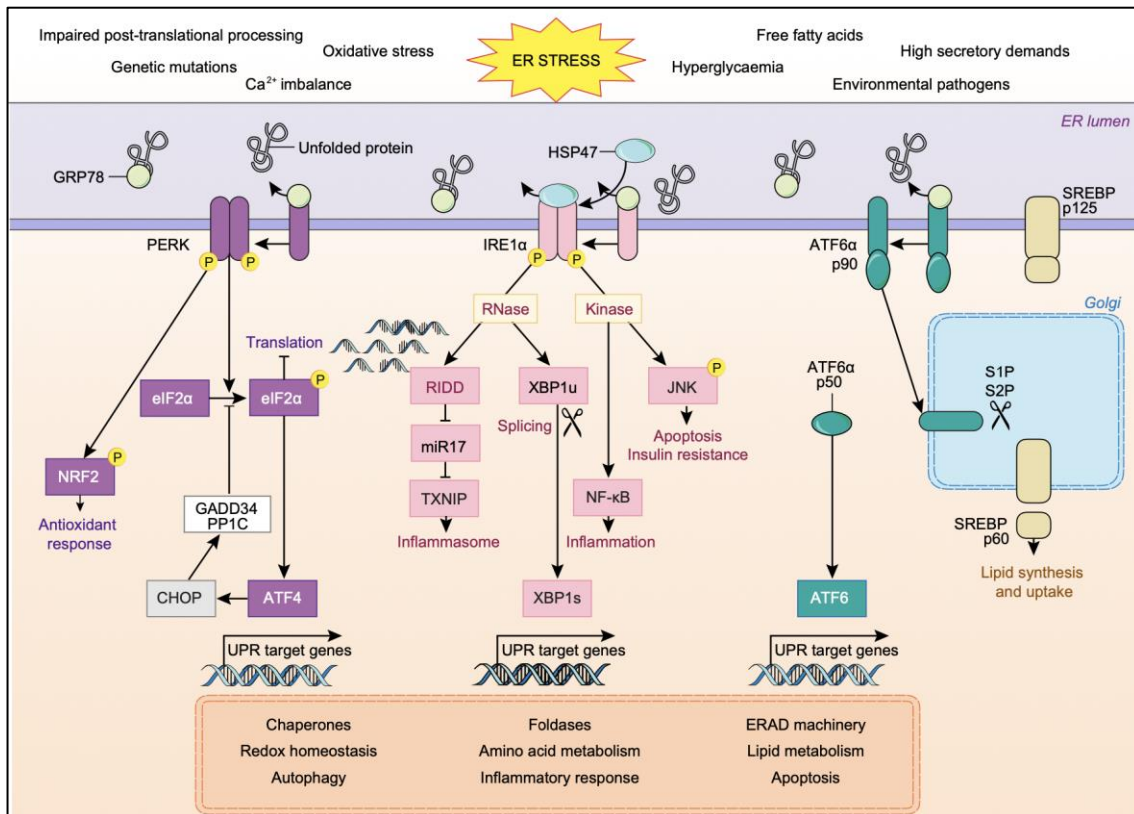 Impaired post-translational processing
Oxidative stress
Genetic mutations
Ca²⁺ imbalance
ER STRESS
Free fatty acids
High secretory demands
Hyperglycaemia
Environmental pathogens
ER lumen
GRP78
Unfolded protein
HSP47
SREBP
p125
PERK
P
P
IRE1α
P
P
ATF6α
p90
Golgi
RNase
Kinase
Translation
eIF2α
eIF2α
P
RIDD
XBP1u
JNK
P
ATF6α
p50
S1P
S2P
Splicing
miR17
Apoptosis
Insulin resistance
NRF2
P
TXNIP
NF-κB
GADD34
PP1C
Antioxidant
response
Inflammasome
Inflammation
SREBP
p60
Lipid synthesis
and uptake
CHOP
ATF4
XBP1s
ATF6
UPR target genes
UPR target genes
UPR target genes
Chaperones
Foldases
ERAD machinery
Redox homeostasis
Amino acid metabolism
Lipid metabolism
Autophagy
Inflammatory response
Apoptosis